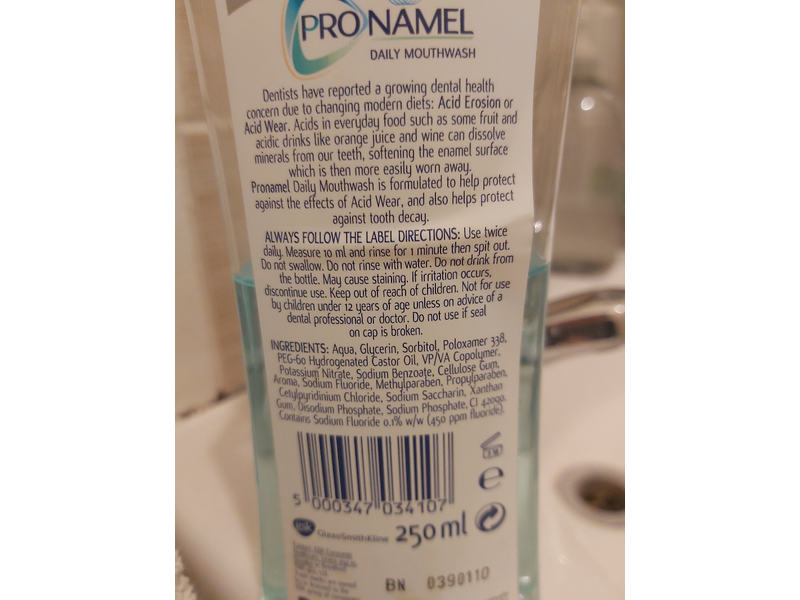 PRONAMEL
DAILY MOUTHWASH
Dentists have reported a growing dental health
concern due to changing modern diets: Acid Erosion or
Acid Wear. Acids in everyday food such as some fruit and
acidic drinks like orange juice and wine can dissolve
minerals from our teeth, softening the enamel surface
which is then more easily worn away.
Pronamel Daily Mouthwash is formulated to help protect
against the effects of Acid Wear, and also helps protect
against tooth decay.
ALWAYS FOLLOW THE LABEL DIRECTIONS: Use twice
daily. Measure 10 ml and rinse for 1 minute then spit out.
Do not swallow. Do not rinse with water. Do not drink from
the bottle. May cause staining. If irritation occurs,
discontinue use. Keep out of reach of children. Not for use
by children under 12 years of age unless on advice of a
dental professional or doctor. Do not use if seal
on cap is broken.
INGREDIENTS: Aqua, Glycerin, Sorbitol, Poloxamer 338,
PEG-60 Hydrogenated Castor Oil, VP/VA Copolymer,
Potassium Nitrate, Sodium Benzoate, Cellulose Gum,
Aroma, Sodium Fluoride, Methylparaben, Propylparaben,
Cetylpyridinium Chloride, Sodium Saccharin, Xanthan
Gum, Disodium Phosphate, Sodium Phosphate, CI 42090.
Contains Sodium Fluoride 0.1% w/w (450 ppm fluoride).
5 000347 034107
e
gsk GlaxoSmithKline 250 ml
BN 0390110